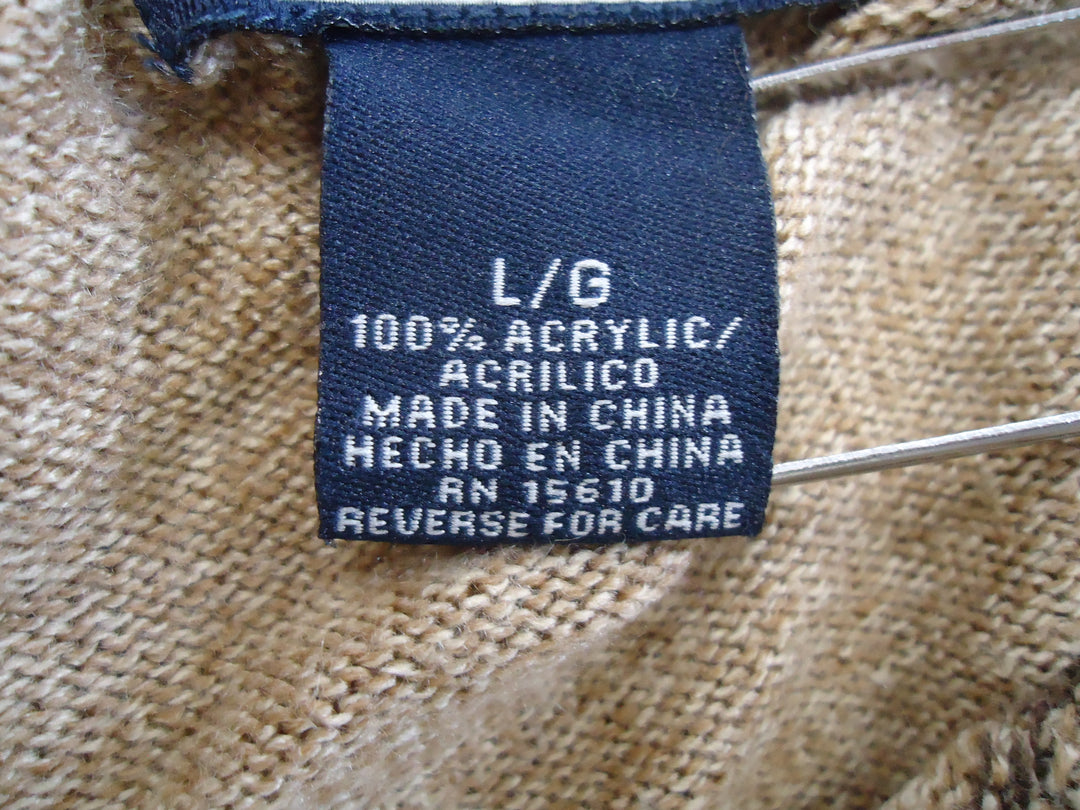 L/G
100% ACRYLIC/
ACRILICO
MADE IN CHINA
HECHO EN CHINA
RN 15610
REVERSE FOR CARE